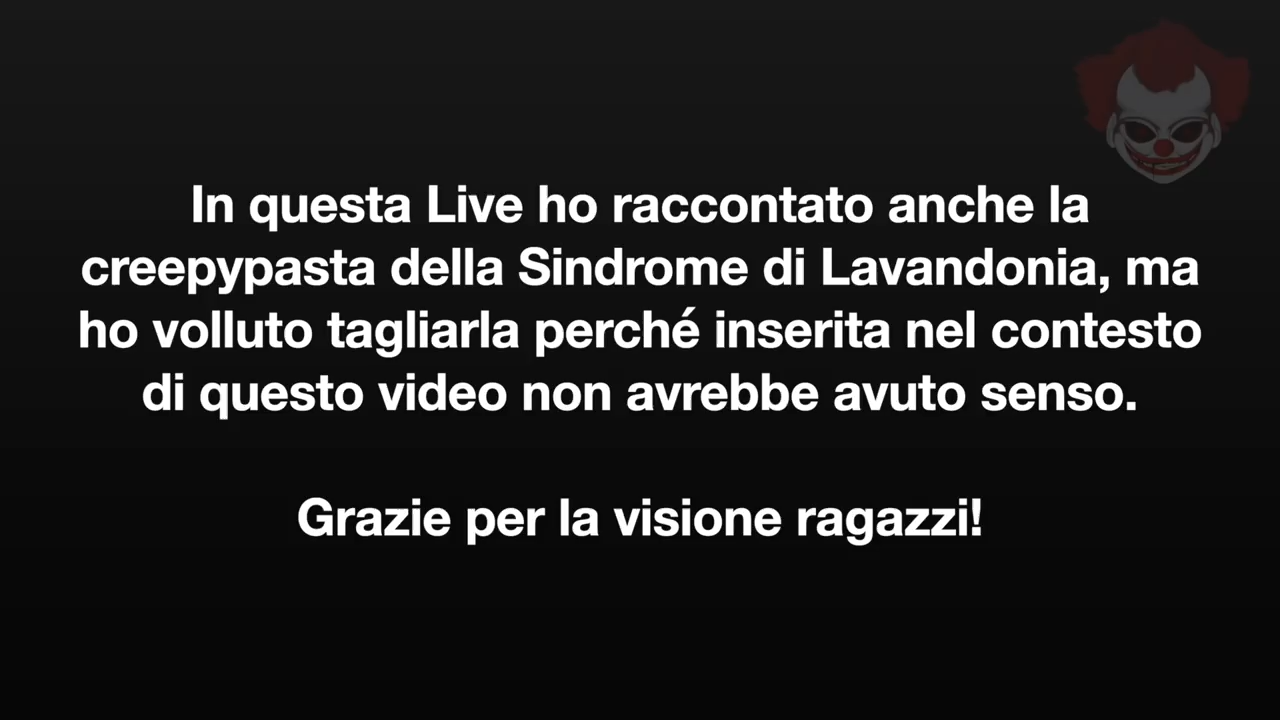 In questa Live ho raccontato anche la
creepypasta della Sindrome di Lavandonia, ma
ho volluto tagliarla perché inserita nel contesto
di questo video non avrebbe avuto senso.
Grazie per la visione ragazzi!